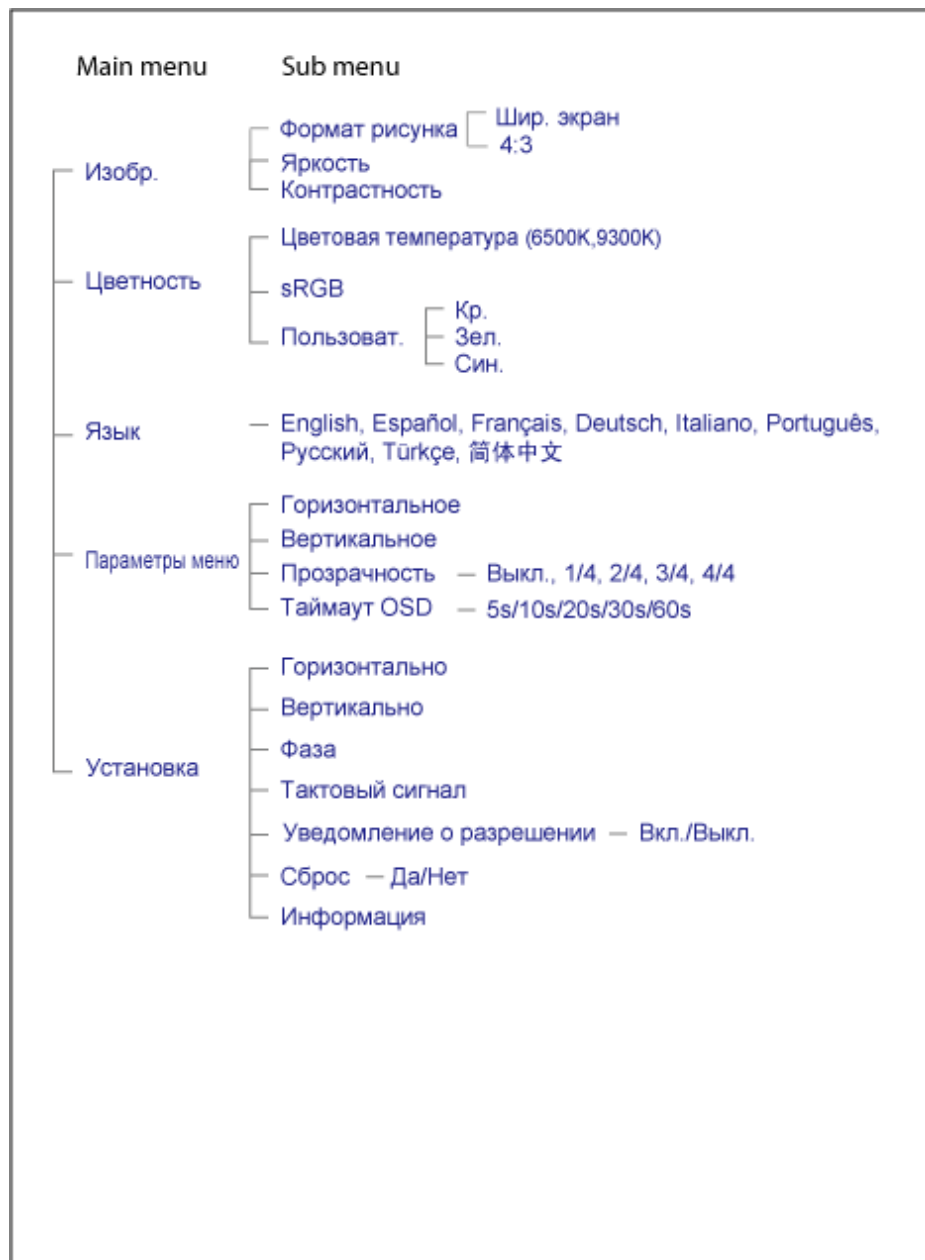 Main menu Sub menu
Изобр.
Формат рисунка
Шир. экран
4:3
Яркость
Контрастность
Цветность
Цветовая температура (6500K,9300K)
sRGB
Пользоват.
Кр.
Зел.
Син.
Язык — English, Español, Français, Deutsch, Italiano, Português,
Русский, Türkçe, 简体中文
Параметры меню
Горизонтальное
Вертикальное
Прозрачность — Выкл., 1/4, 2/4, 3/4, 4/4
Таймаут OSD — 5s/10s/20s/30s/60s
Установка
Горизонтально
Вертикально
Фаза
Тактовый сигнал
Уведомление о разрешении — Вкл./Выкл.
Сброс — Да/Нет
Информация